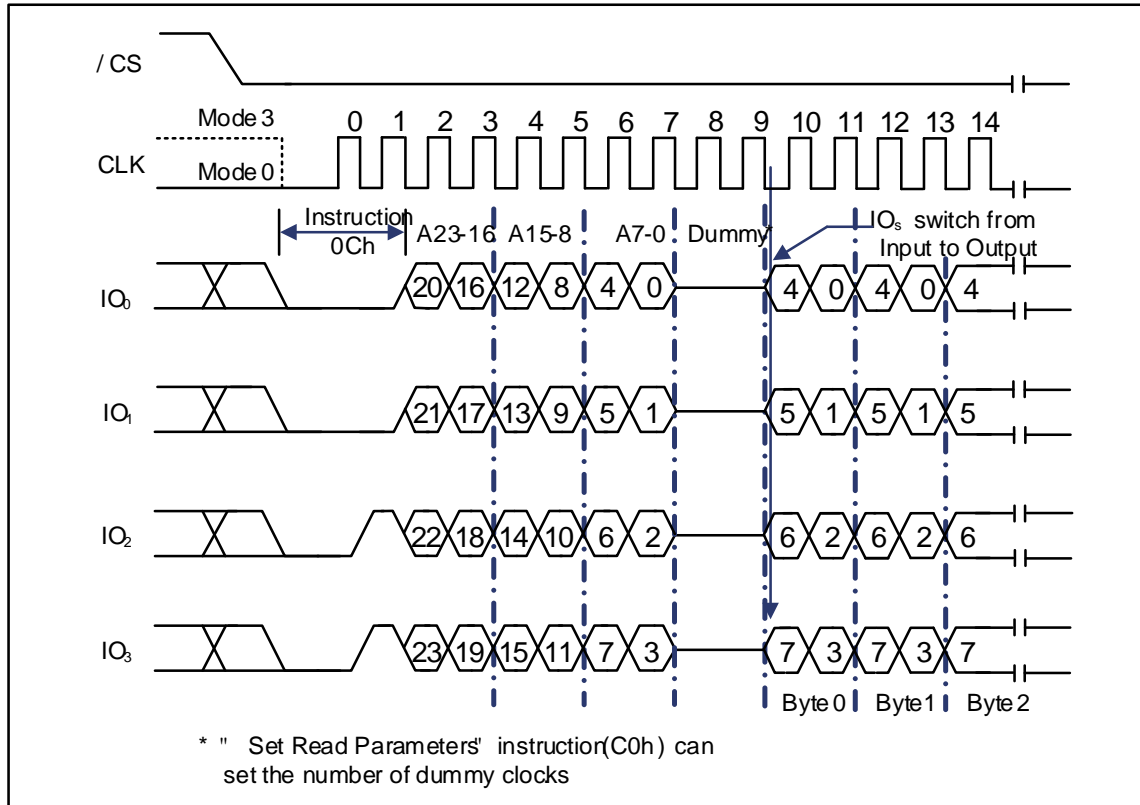 / CS
Mode 3
0 1 2 3 4 5 6 7 8 9 10 11 12 13 14
CLK
Mode 0
Instruction
0Ch
A23-16 A15-8 A7-0 Dummy*
IOs switch from
Input to Output
IO0
20 16 12 8 4 0 4 0 4 0 4
IO1
21 17 13 9 5 1 5 1 5 1 5
IO2
22 18 14 10 6 2 6 2 6 2 6
IO3
23 19 15 11 7 3 7 3 7 3 7
Byte 0 Byte 1 Byte 2
* " Set Read Parameters" instruction(C0h) can
set the number of dummy clocks